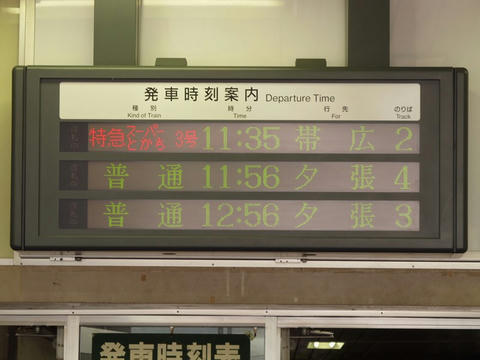 発車時刻案内 Departure Time
種別 時分 行先 のりば
Kind of Train Time For Track
特急 スーパーとかち 3号 11:35 帯広 2
普通 11:56 夕張 4
普通 12:56 夕張 3
発車時刻表